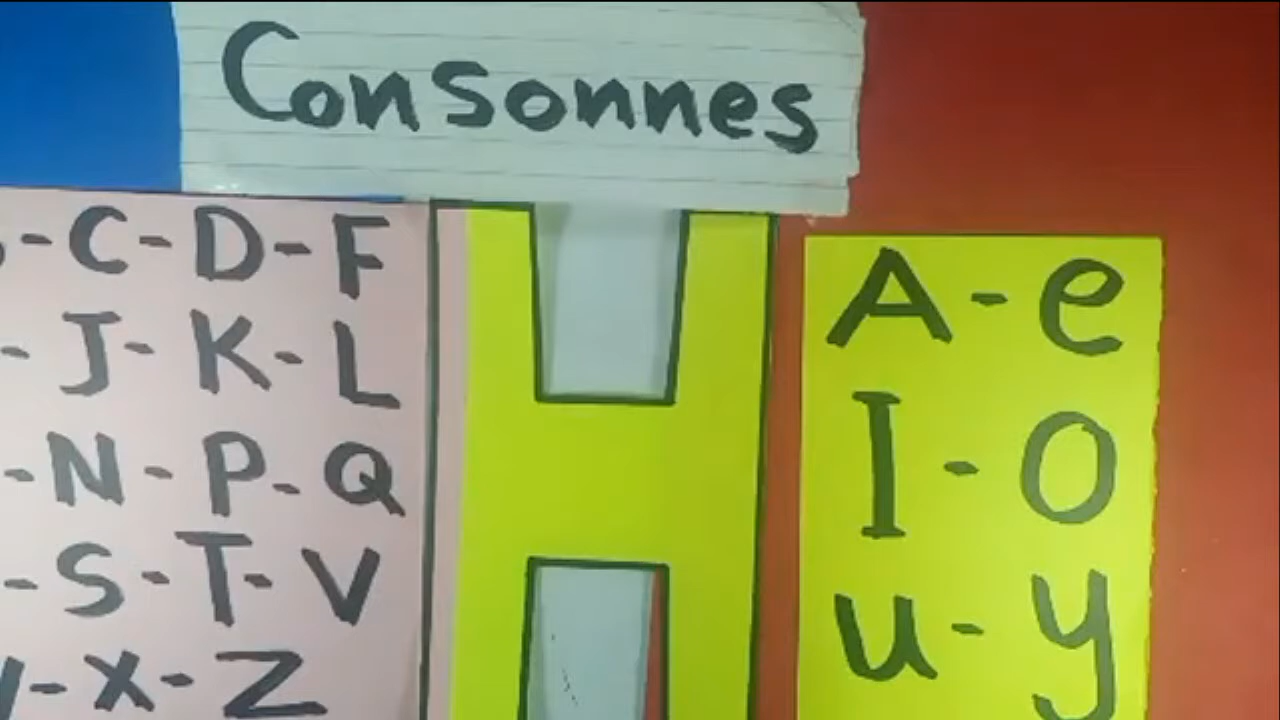 Consonnes
-C-D-F
-J-K-L
-N-P-Q
-S-T-V
-X-Z
H
A-e
I-O
u-y